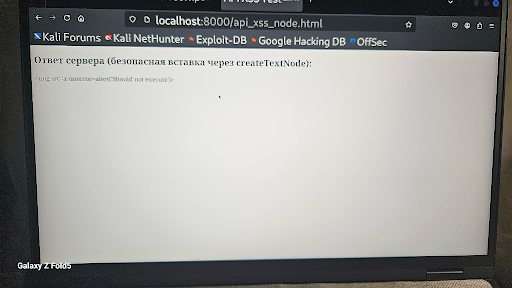 localhost:8000/api_xss_node.html
Kali Forums Kali NetHunter Exploit-DB Google Hacking DB OffSec
Ответ сервера (безопасная вставка через createTextNode):
<img src=x onerror=alert('Should not execute')>
Galaxy Z Fold5